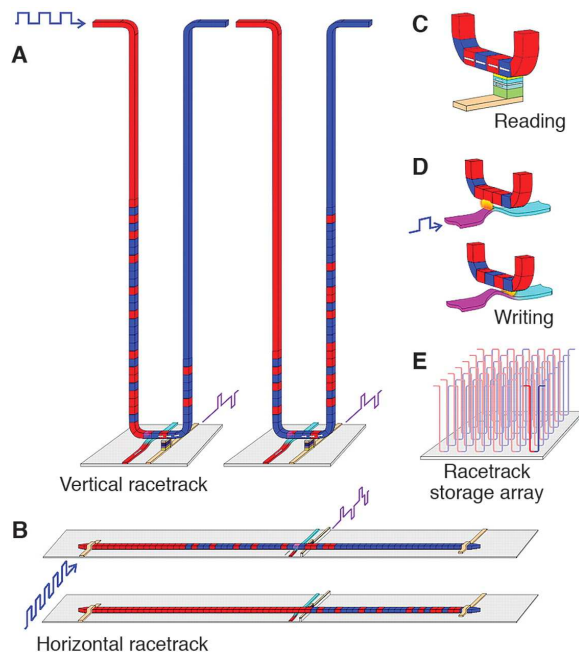 A
C
Reading
D
Writing
E
Vertical racetrack
Racetrack
storage array
B
Horizontal racetrack